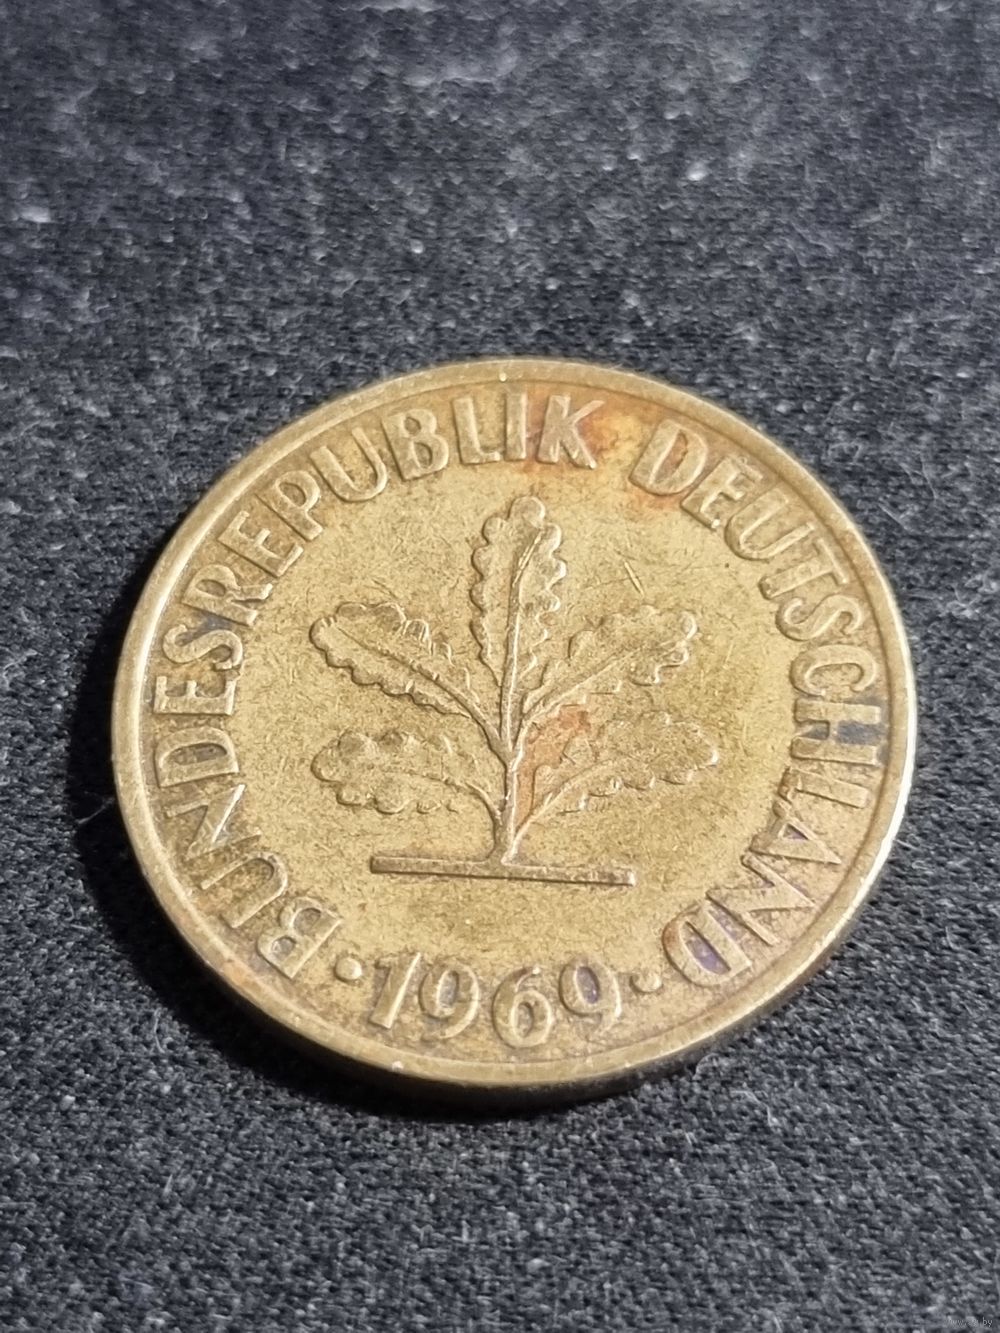 BUNDESREPUBLIK DEUTSCHLAND
· 1969 ·